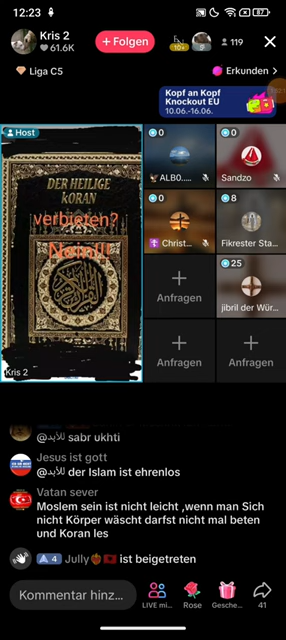 12:23
87
Kris 2
61.6K
+ Folgen
10+
119
Liga C5
Erkunden >
Kopf an Kopf
Knockout EU
10.06.-16.06.
Host
DER HEILIGE
KORAN
verbieten?
Nein!!!
Kris 2
0
ALB0.....
0
Sandzo
0
Christ...
8
Fikrester Sta...
Anfragen
25
jibril der Wür...
Anfragen
Anfragen
@للأبد sabr ukhti
Jesus ist gott
@للأبد der Islam ist ehrenlos
Vatan sever
Moslem sein ist nicht leicht ,wenn man Sich
nicht Körper wäscht darfst nicht mal beten
und Koran les
4 Jully ist beigetreten
Kommentar hinz...
LIVE mi...
Rose
Gesche...
41